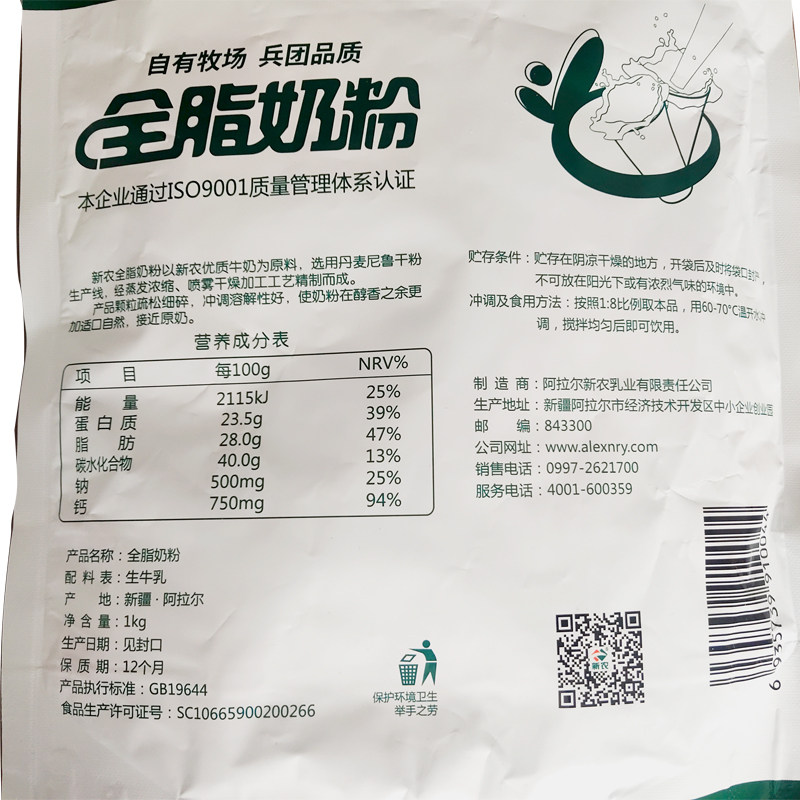 自有牧场 兵团品质
全脂奶粉
本企业通过ISO9001质量管理体系认证
新农全脂奶粉以新农优质牛奶为原料，选用丹麦尼鲁干粉
生产线，经蒸发浓缩、喷雾干燥加工工艺精制而成。
产品颗粒疏松细碎，冲调溶解性好，使奶粉在醇香之余更
加适口自然，接近原奶。
营养成分表
项 目 每100g NRV%
能 量 2115kJ 25%
蛋白质 23.5g 39%
脂 肪 28.0g 47%
碳水化合物 40.0g 13%
钠 500mg 25%
钙 750mg 94%
产品名称：全脂奶粉
配料表：生牛乳
产 地：新疆·阿拉尔
净含量：1kg
生产日期：见封口
保质期：12个月
产品执行标准：GB19644
食品生产许可证号：SC10665900200266
贮存条件：贮存在阴凉干燥的地方，开袋后及时将袋口
不可放在阳光下或有浓烈气味的环境中。
冲调及食用方法：按照1:8比例取本品，用60-70°C温开水冲
调，搅拌均匀后即可饮用。
制造商：阿拉尔新农乳业有限责任公司
生产地址：新疆阿拉尔市经济技术开发区中小企业创业园
邮 编：843300
公司网址：www.alexnry.com
销售电话：0997-2621700
服务电话：4001-600359
保护环境卫生
举手之劳
新农